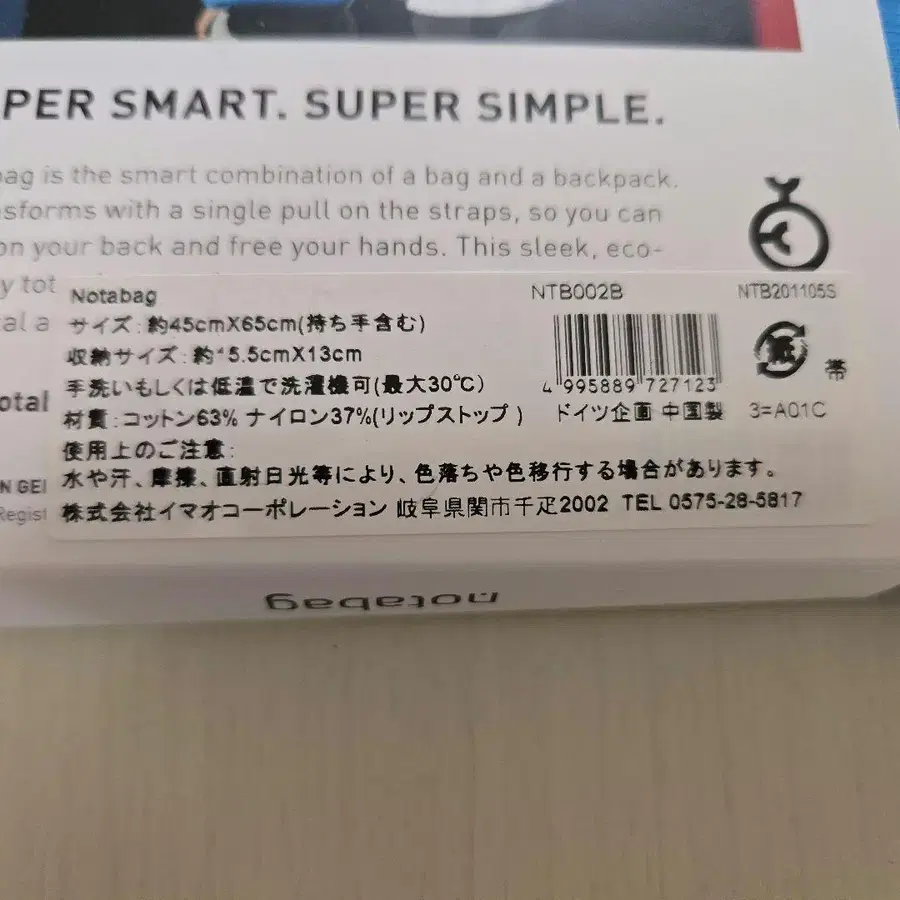 PER SMART. SUPER SIMPLE.
bag is the smart combination of a bag and a backpack.
sforms with a single pull on the straps, so you can
on your back and free your hands. This sleek, eco-
y tot
al a
otal
N GEI
Regist
Notabag
NTB002B
NTB201105S
サイズ:約45cmX65cm(持ち手含む)
収納サイズ:約15.5cmX13cm
手洗いもしくは低温で洗濯機可(最大30℃)
4 995889 727123
紙
帯
材質:コットン63% ナイロン37%(リップストップ)
ドイツ企画 中国製
3=A01C
使用上のご注意:
水や汗、摩擦、直射日光等により、色落ちや色移行する場合があります。
株式会社イマオコーポレーション 岐阜県関市千疋2002 TEL 0575-28-5817
notabag